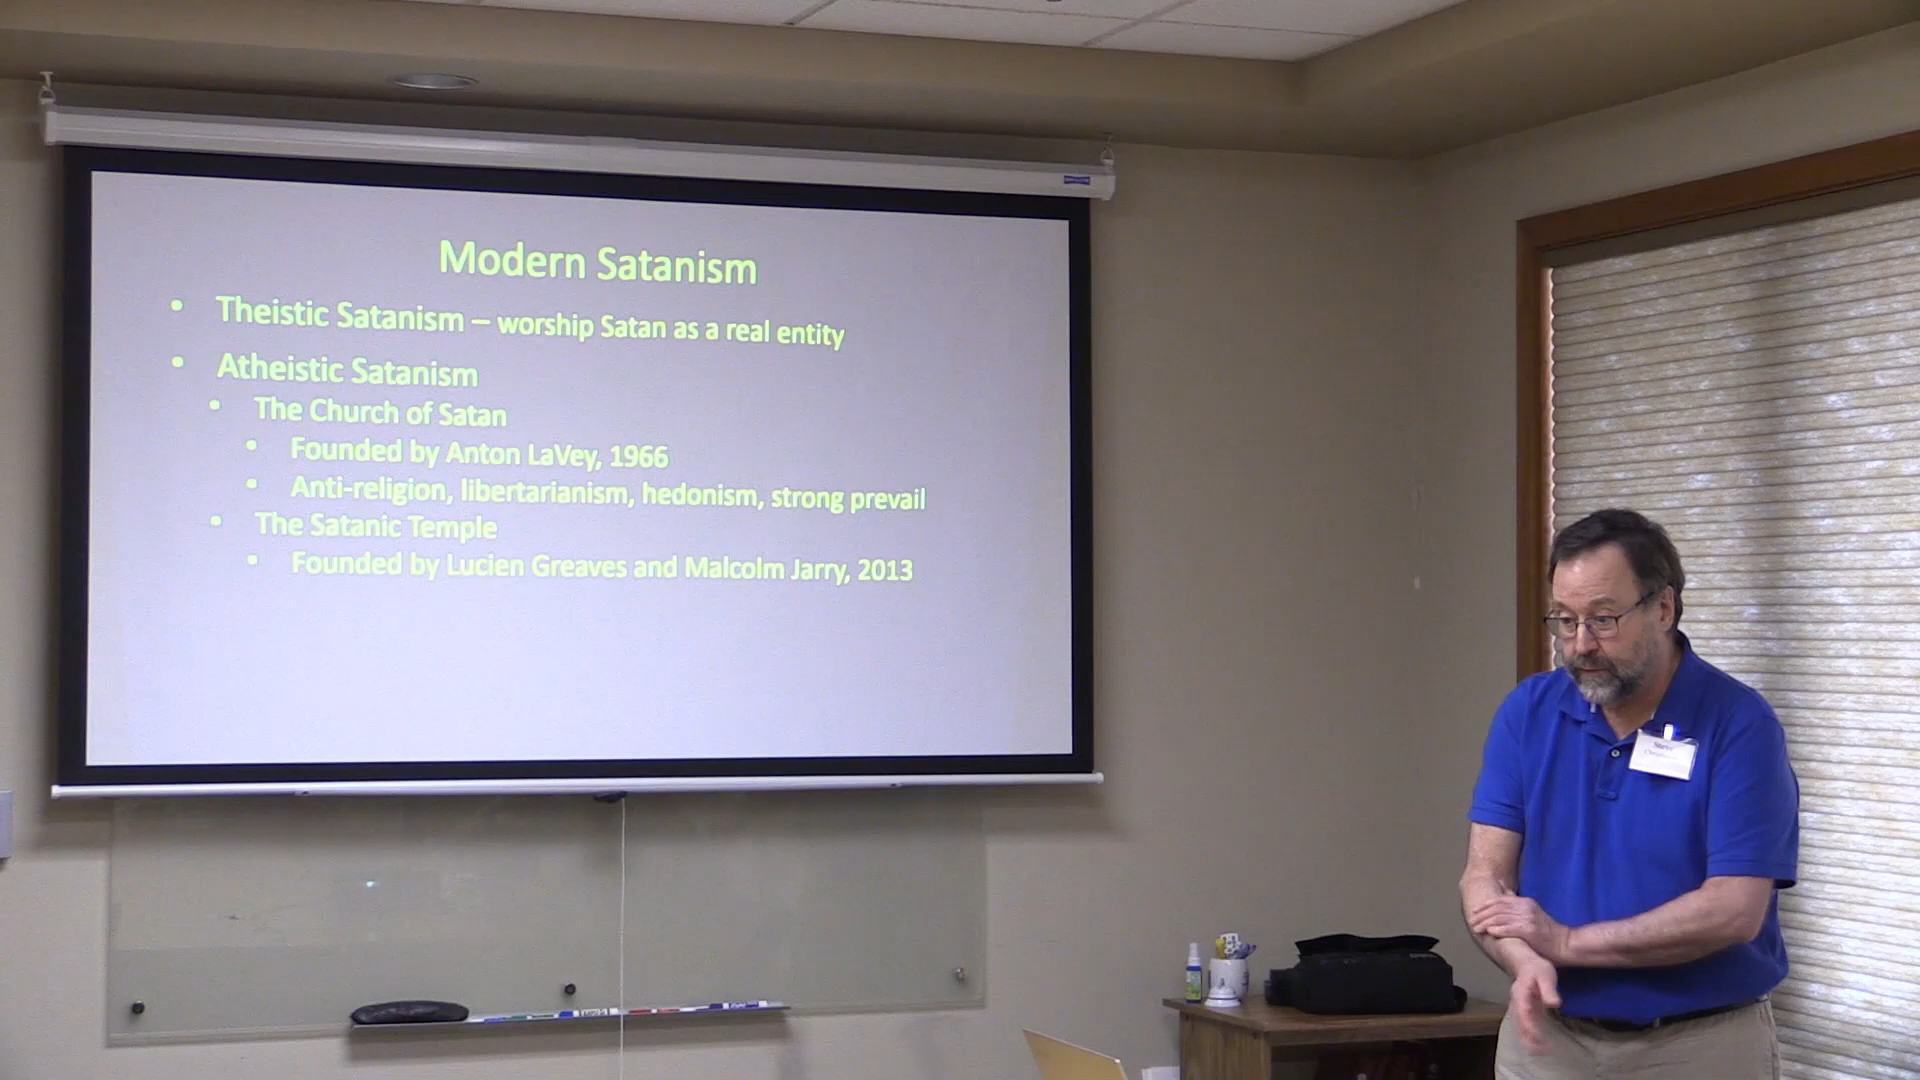 Modern Satanism
• Theistic Satanism – worship Satan as a real entity
• Atheistic Satanism
• The Church of Satan
• Founded by Anton LaVey, 1966
• Anti-religion, libertarianism, hedonism, strong prevail
• The Satanic Temple
• Founded by Lucien Greaves and Malcolm Jarry, 2013
Steve